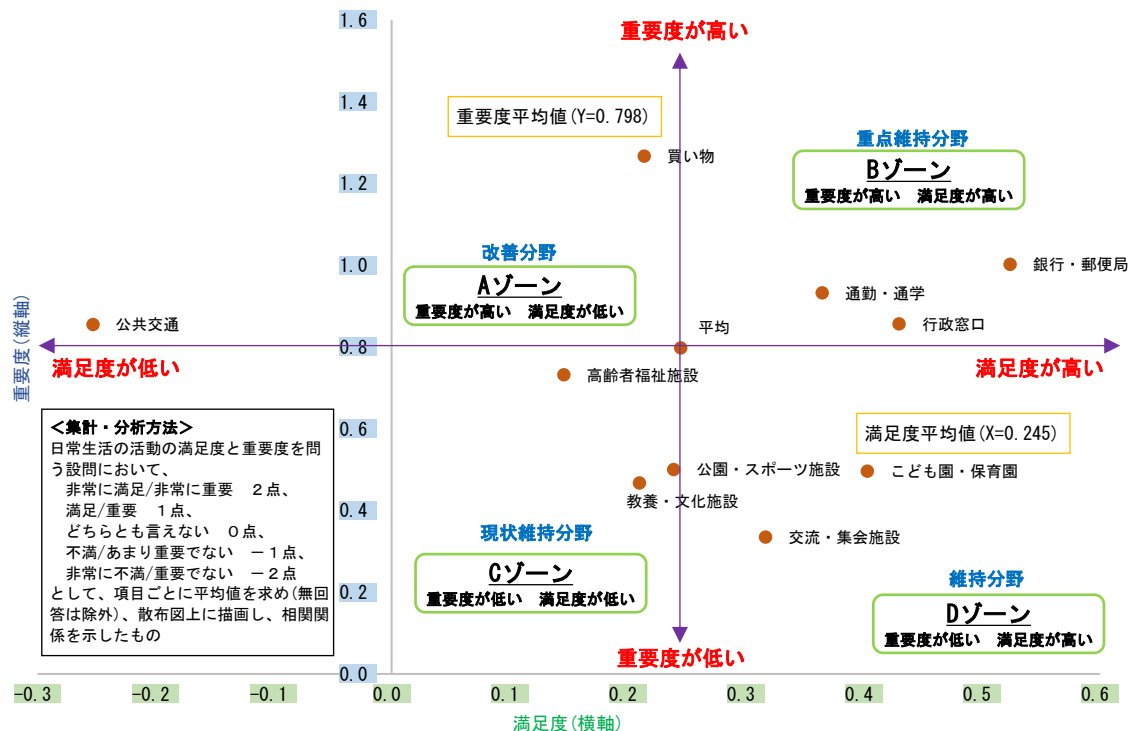 1.6
重要度が高い
1.4
重要度平均値(Y=0.798)
重点維持分野
買い物
Bゾーン
重要度が高い 満足度が高い
1.2
改善分野
1.0
銀行・郵便局
Aゾーン
重要度が高い 満足度が低い
通勤・通学
公共交通
行政窓口
平均
重要度(縦軸)
0.8
満足度が低い
満足度が高い
高齢者福祉施設
<集計・分析方法>
日常生活の活動の満足度と重要度を問
う設問において、
非常に満足/非常に重要 2点、
満足/重要 1点、
どちらとも言えない 0点、
不満/あまり重要でない −1点、
非常に不満/重要でない −2点
として、項目ごとに平均値を求め(無回
答は除外)、散布図上に描画し、相関関
係を示したもの
0.6
満足度平均値(X=0.245)
公園・スポーツ施設
こども園・保育園
教養・文化施設
0.4
現状維持分野
交流・集会施設
Cゾーン
重要度が低い 満足度が低い
維持分野
0.2
Dゾーン
重要度が低い 満足度が高い
重要度が低い
0.0
−0.3
−0.2
−0.1
0.0
0.1
0.2
0.3
0.4
0.5
0.6
満足度(横軸)